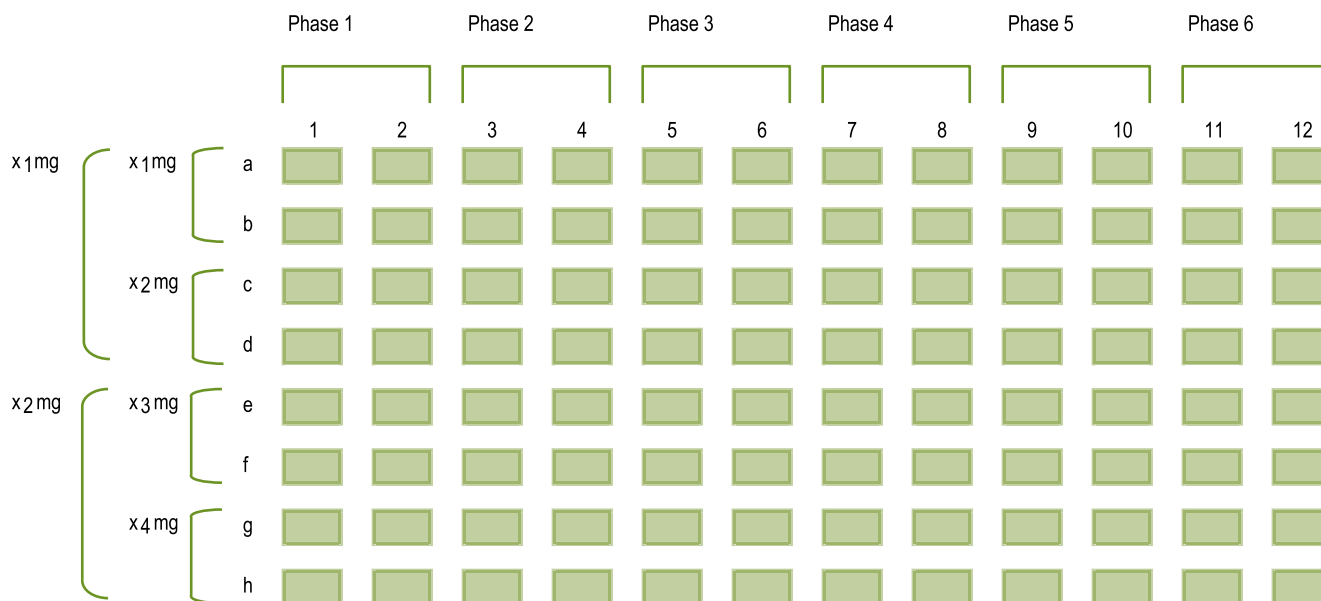 Phase 1 Phase 2 Phase 3 Phase 4 Phase 5 Phase 6
1 2 3 4 5 6 7 8 9 10 11 12
x1mg x1mg a
b
x2mg c
d
x2mg x3mg e
f
x4mg g
h